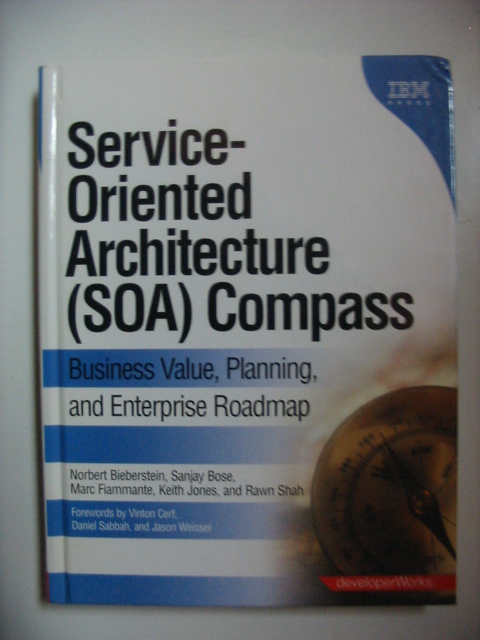 IBM
PRESS
Service-
Oriented
Architecture
(SOA) Compass
Business Value, Planning,
and Enterprise Roadmap
Norbert Bieberstein, Sanjay Bose,
Marc Fiammante, Keith Jones, and Rawn Shah
Forewords by Vinton Cerf,
Daniel Sabbah, and Jason Weisser
developerWorks.